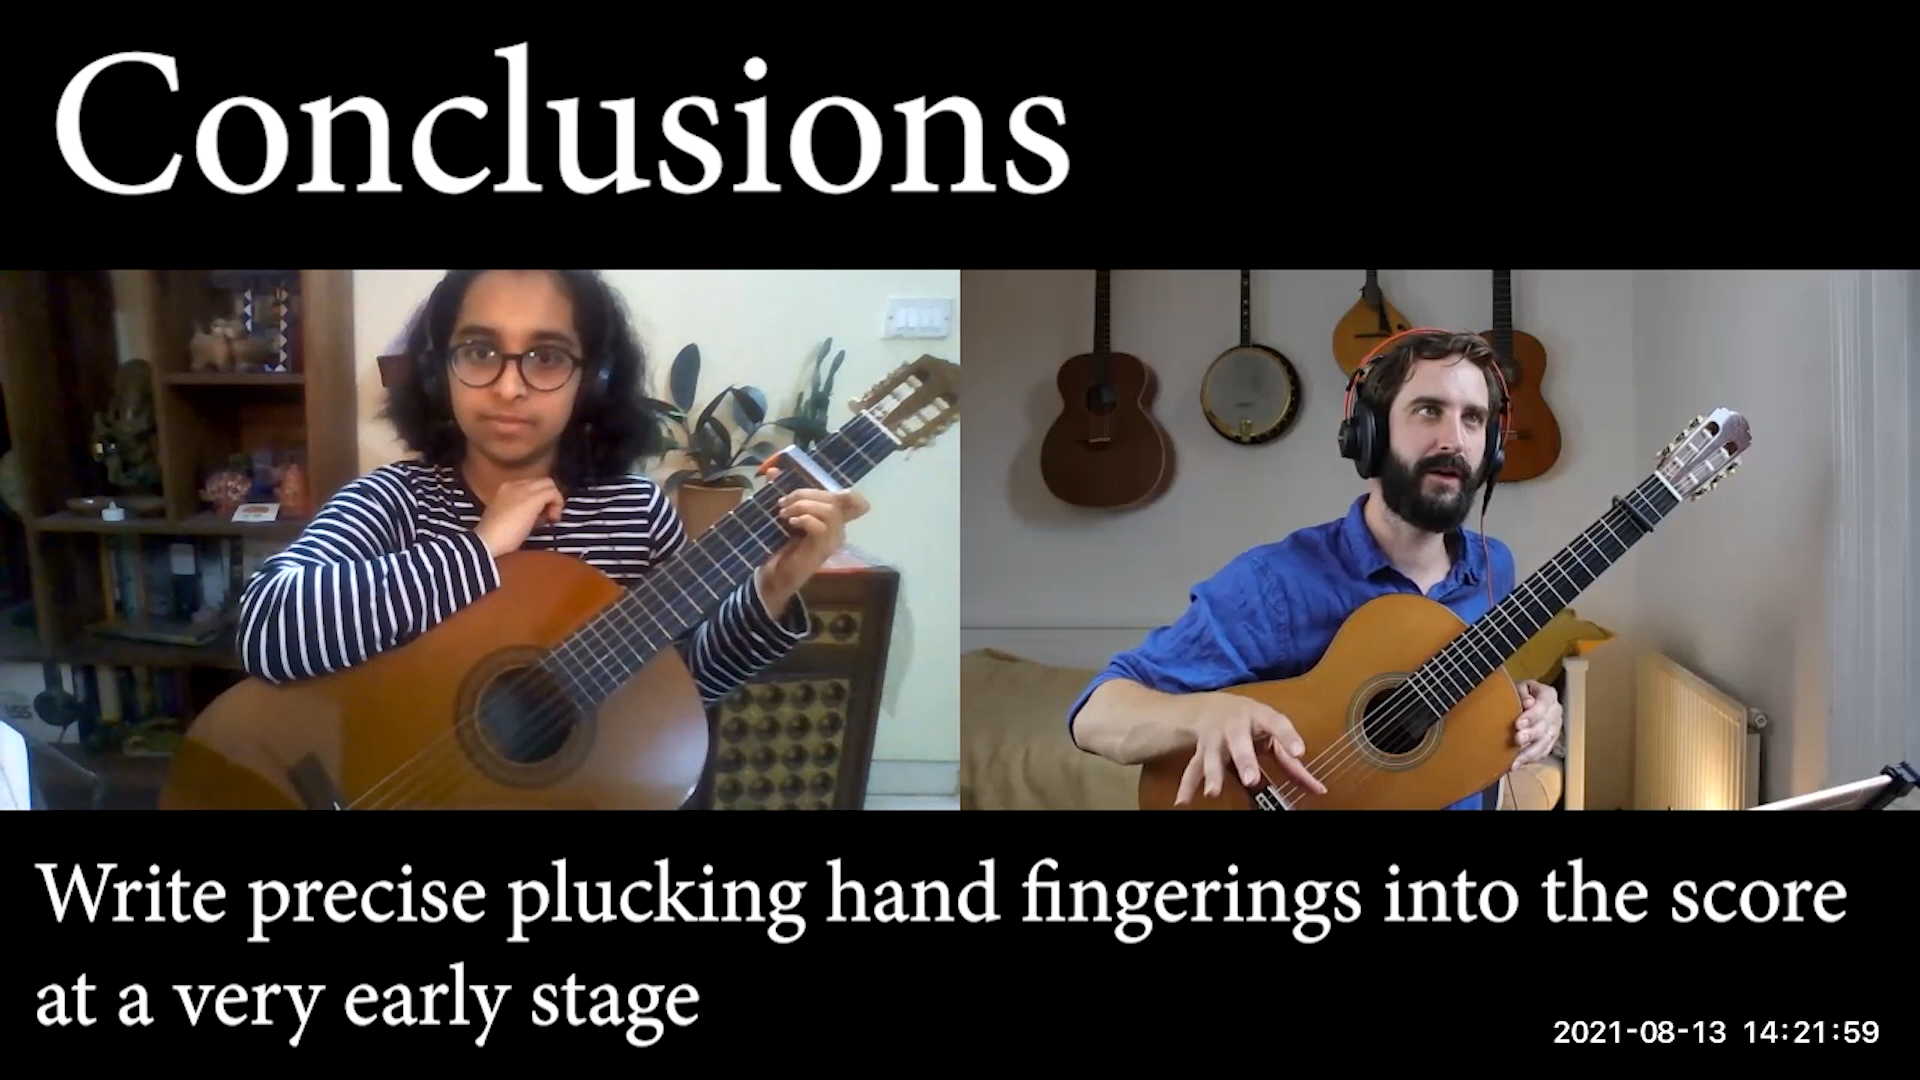 Conclusions
Write precise plucking hand fingerings into the score
at a very early stage
2021-08-13 14:21:59